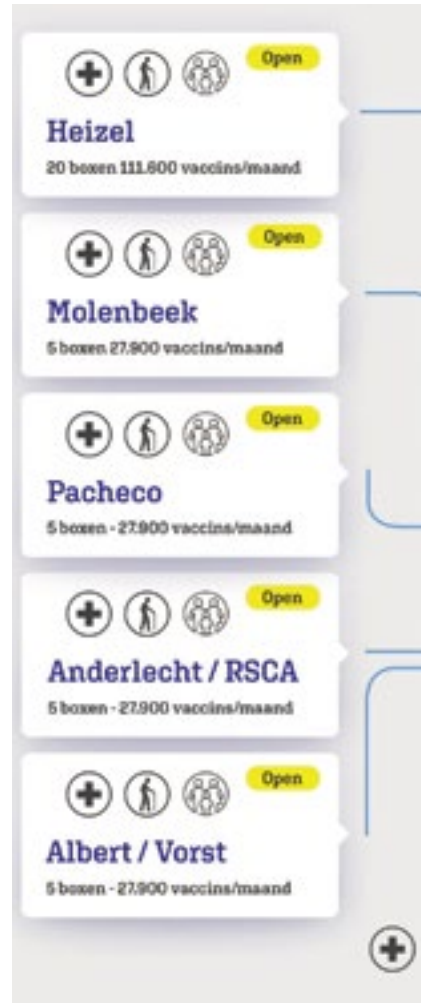 Open
Heizel
20 boxen 111.600 vaccins/maand
Open
Molenbeek
5 boxen 27.900 vaccins/maand
Open
Pacheco
5 boxen - 27.900 vaccins/maand
Open
Anderlecht / RSCA
5 boxen - 27.900 vaccins/maand
Open
Albert / Vorst
5 boxen - 27.900 vaccins/maand